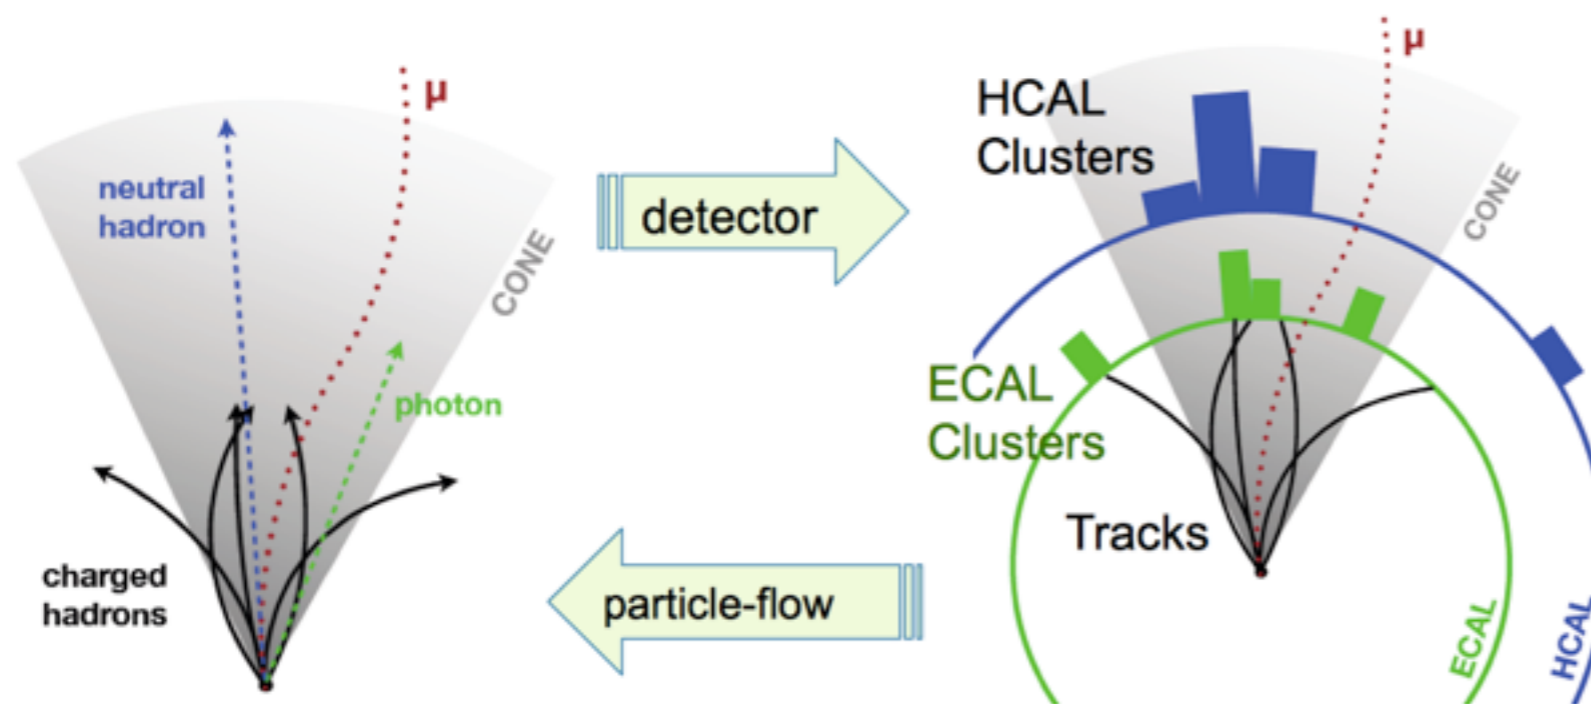 μ
neutral
hadron
CONE
photon
charged
hadrons
detector
particle-flow
μ
HCAL
Clusters
CONE
ECAL
Clusters
Tracks
ECAL
HCAL